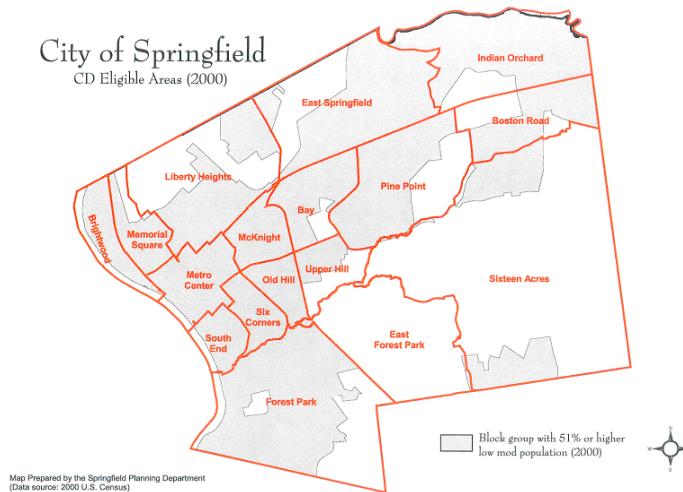 City of Springfield
CD Eligible Areas (2000)
Indian Orchard
East Springfield
Boston Road
Liberty Heights
Pine Point
Bay
Brightwood
Memorial
Square
McKnight
Metro
Center
Old Hill
Upper Hill
Sixteen Acres
Six
Corners
South
End
East
Forest Park
Forest Park
Block group with 51% or higher
low mod population (2000)
N
W
E
S
Map Prepared by the Springfield Planning Department
(Data source: 2000 U.S. Census)